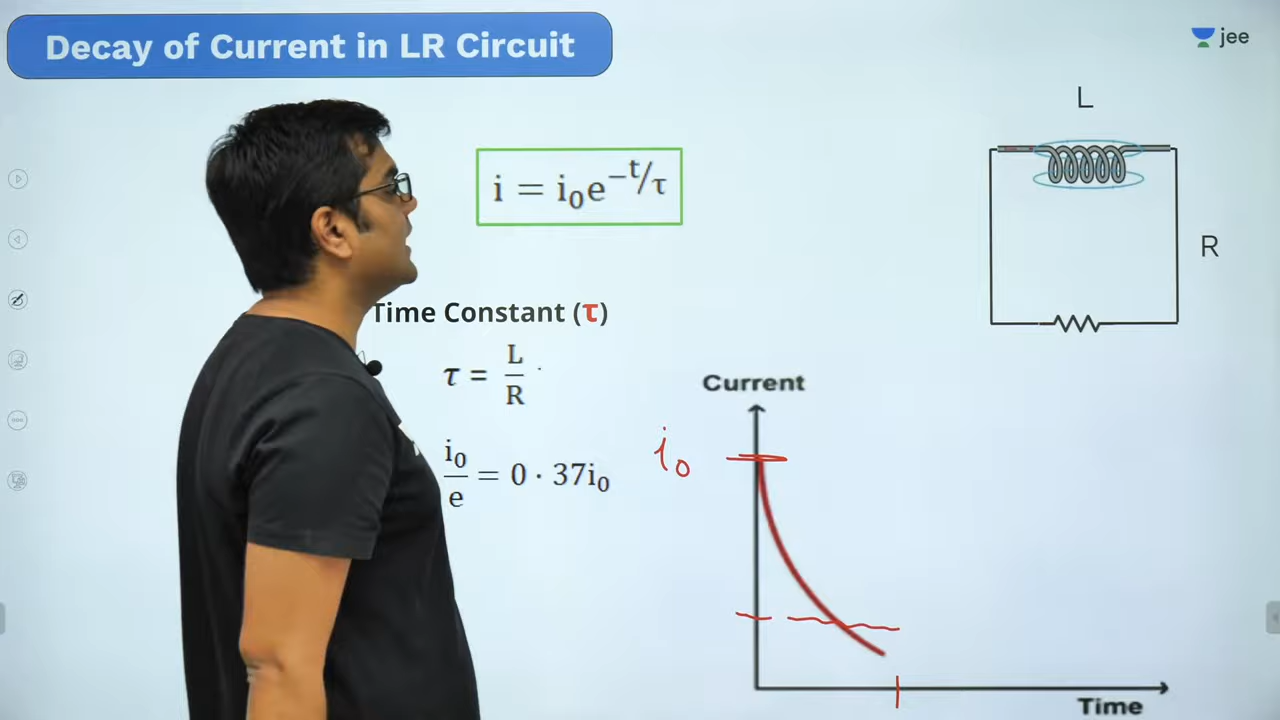 Decay of Current in LR Circuit
jee
L
i = i₀e^−t/τ
R
Time Constant (τ)
τ = L/R
Current
i₀
i₀/e = 0 · 37i₀
Time